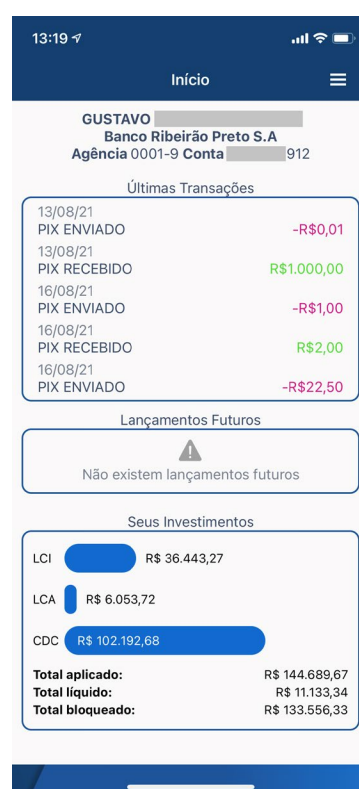 13:19
Início
GUSTAVO
Banco Ribeirão Preto S.A
Agência 0001-9 Conta 912
Últimas Transações
13/08/21
PIX ENVIADO -R$0,01
13/08/21
PIX RECEBIDO R$1.000,00
16/08/21
PIX ENVIADO -R$1,00
16/08/21
PIX RECEBIDO R$2,00
16/08/21
PIX ENVIADO -R$22,50
Lançamentos Futuros
Não existem lançamentos futuros
Seus Investimentos
LCI R$ 36.443,27
LCA R$ 6.053,72
CDC R$ 102.192,68
Total aplicado: R$ 144.689,67
Total líquido: R$ 11.133,34
Total bloqueado: R$ 133.556,33